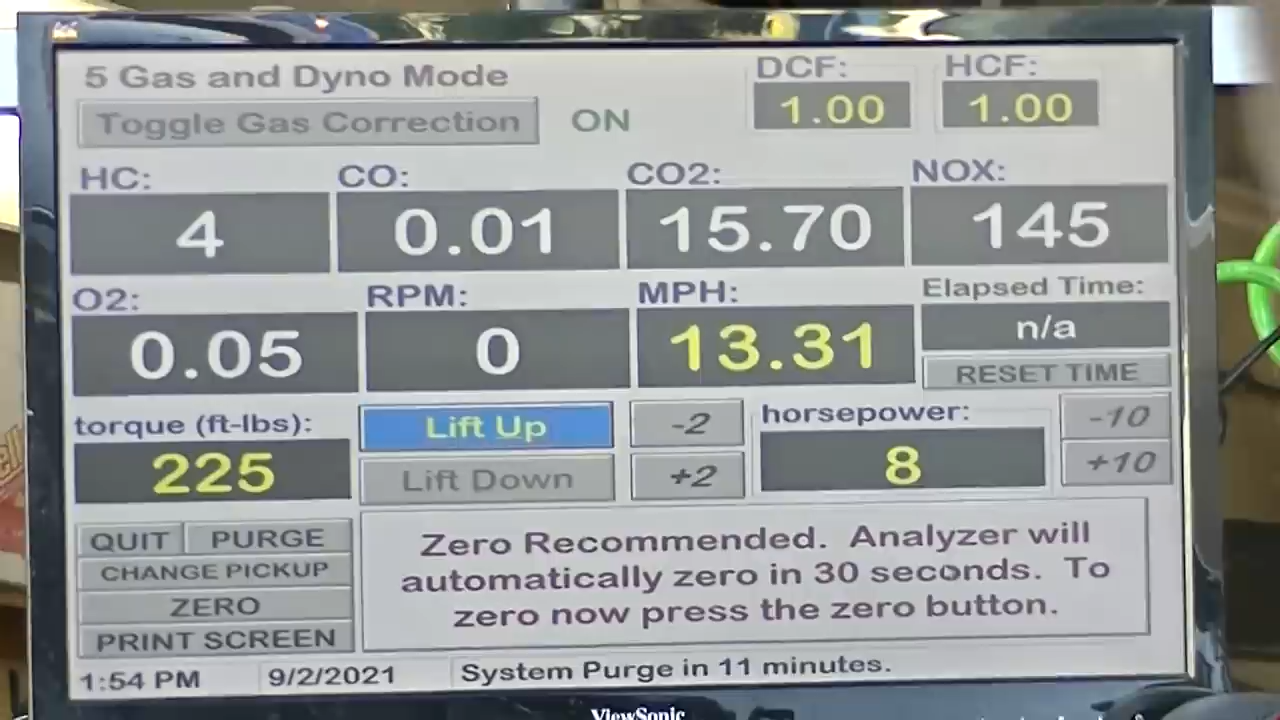 5 Gas and Dyno Mode
DCF:
HCF:
Toggle Gas Correction
ON
1.00
1.00
HC:
CO:
CO2:
NOX:
4
0.01
15.70
145
O2:
RPM:
MPH:
Elapsed Time:
0.05
0
13.31
n/a
RESET TIME
torque (ft-lbs):
Lift Up
-2
horsepower:
-10
225
Lift Down
+2
8
+10
QUIT
PURGE
CHANGE PICKUP
ZERO
PRINT SCREEN
Zero Recommended. Analyzer will
automatically zero in 30 seconds. To
zero now press the zero button.
1:54 PM
9/2/2021
System Purge in 11 minutes.
ViewSonic